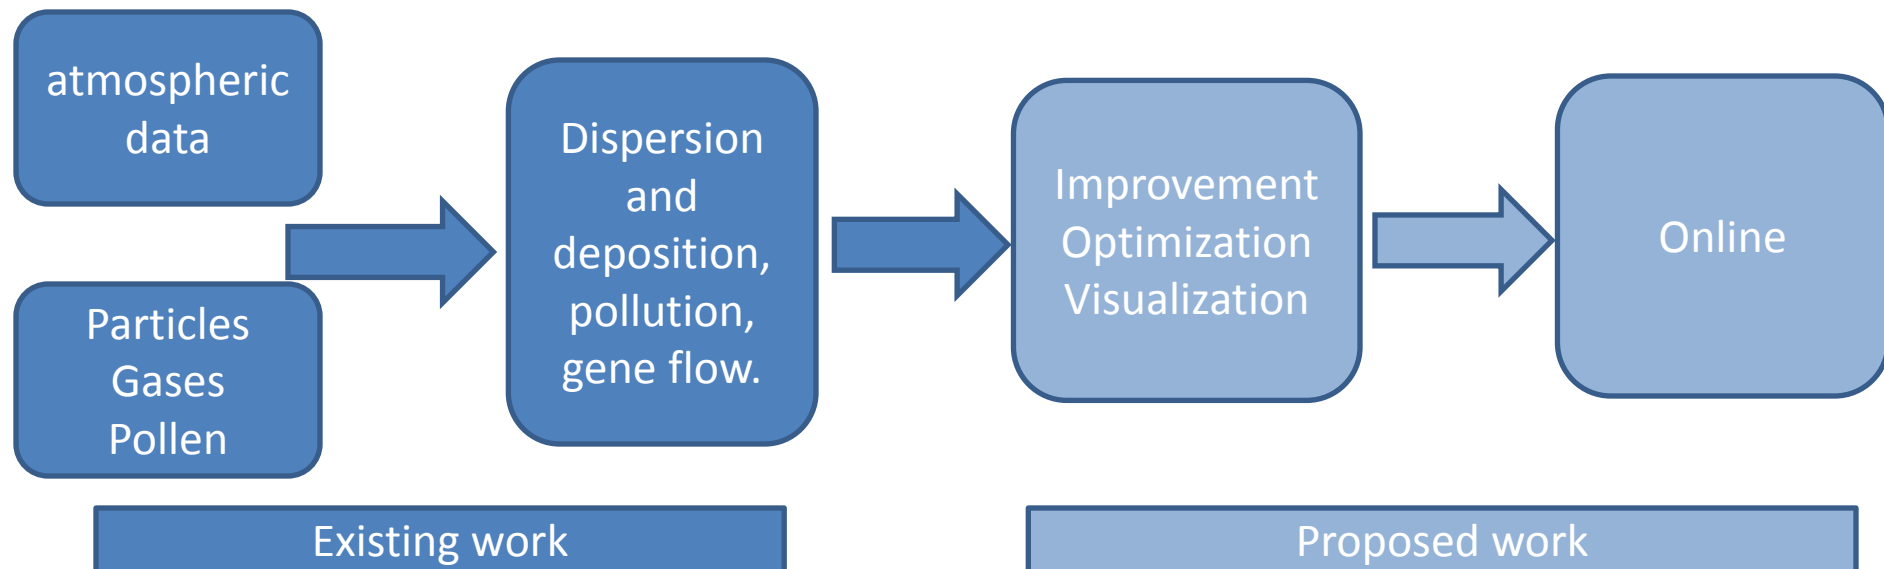 atmospheric
data
Particles
Gases
Pollen
Dispersion
and
deposition,
pollution,
gene flow.
Improvement
Optimization
Visualization
Online
Existing work
Proposed work